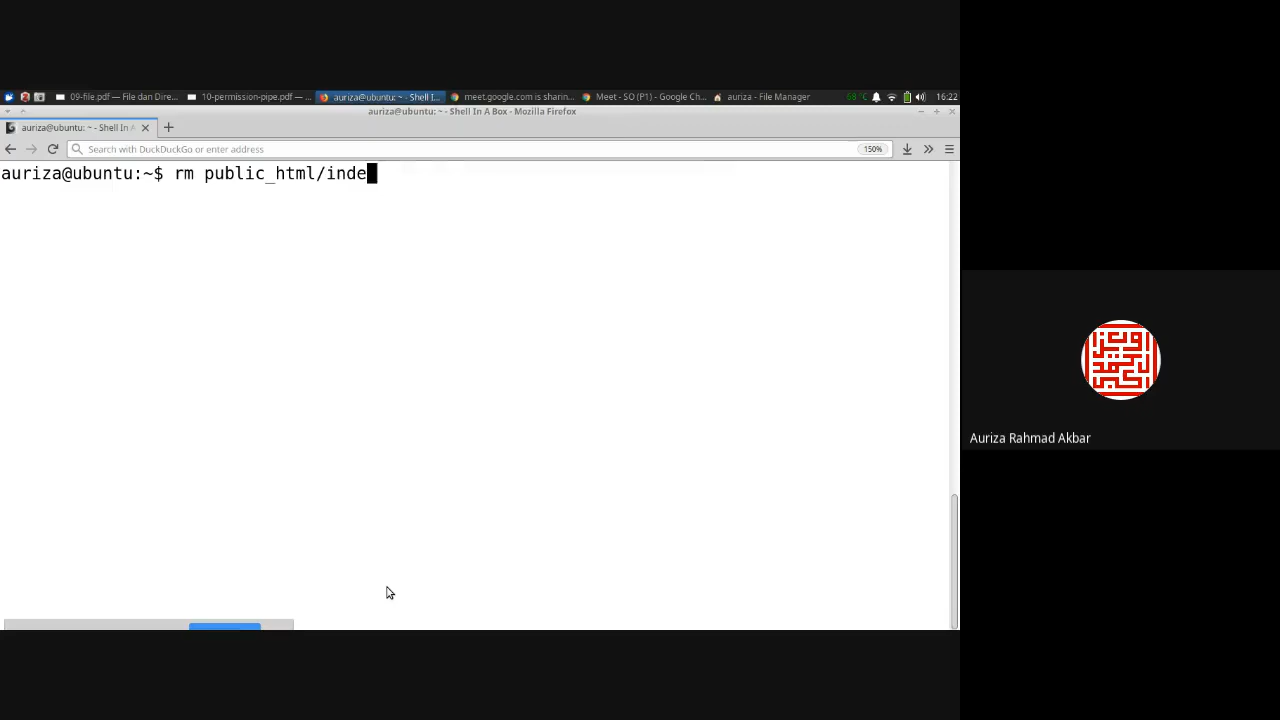 09-file.pdf — File dan Dire...
10-permission-pipe.pdf — ...
auriza@ubuntu: ~ - Shell I...
meet.google.com is sharin...
Meet - SO (P1) - Google Ch...
auriza - File Manager
68°C
16:22
auriza@ubuntu: ~ - Shell In A Box - Mozilla Firefox
auriza@ubuntu: ~ - Shell In A
Search with DuckDuckGo or enter address
150%
auriza@ubuntu:~$ rm public_html/inde
Auriza Rahmad Akbar